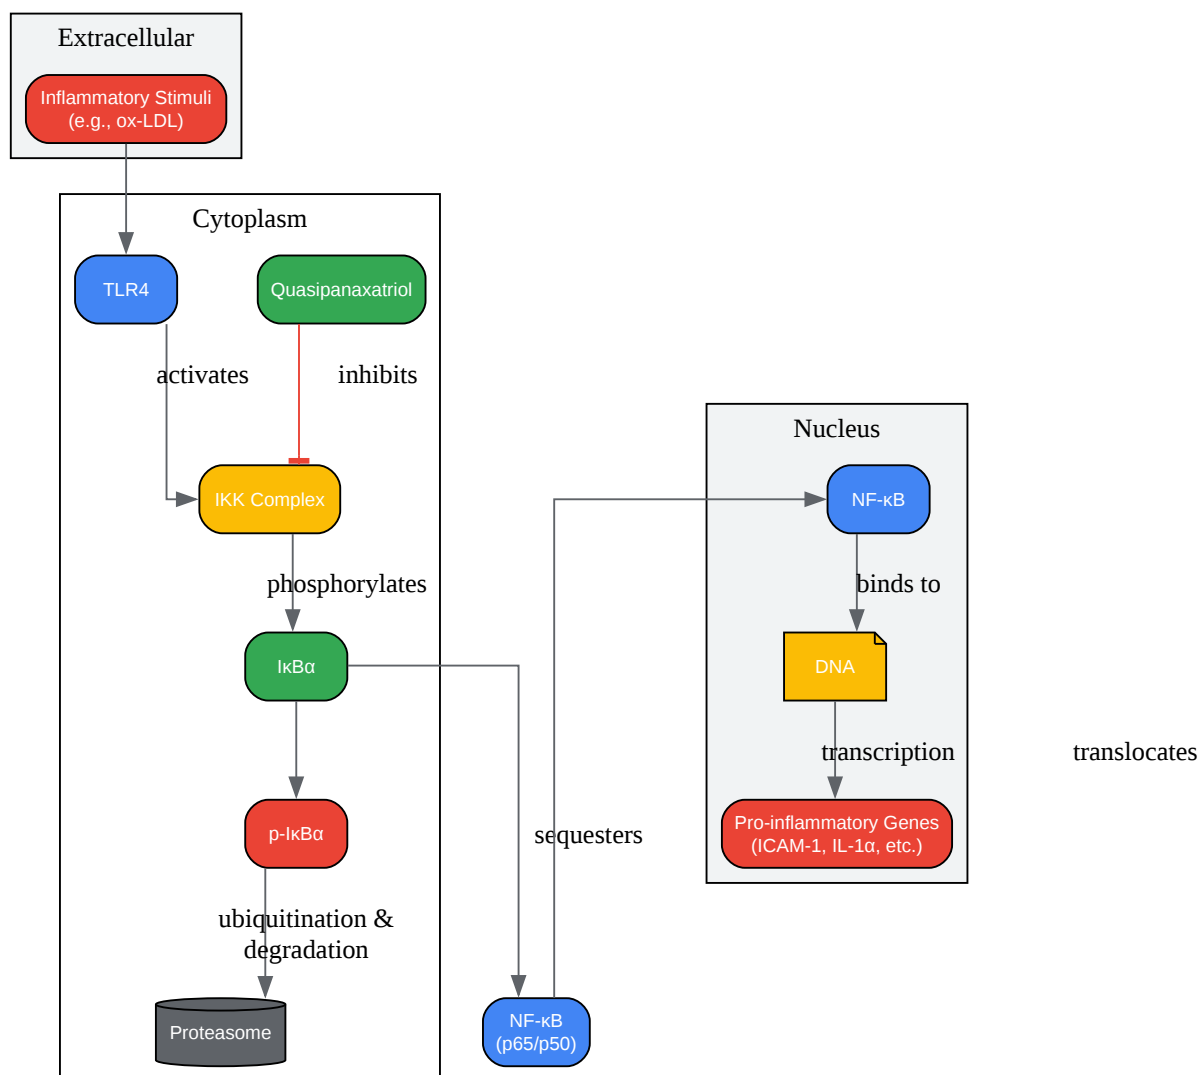 Extracellular
Inflammatory Stimuli
(e.g., ox-LDL)
Cytoplasm
TLR4
Quasipanaxatriol
activates
inhibits
IKK Complex
phosphorylates
IκBα
p-IκBα
sequesters
ubiquitination &
degradation
Proteasome
NF-κB
(p65/p50)
Nucleus
NF-κB
binds to
DNA
transcription
translocates
Pro-inflammatory Genes
(ICAM-1, IL-1α, etc.)